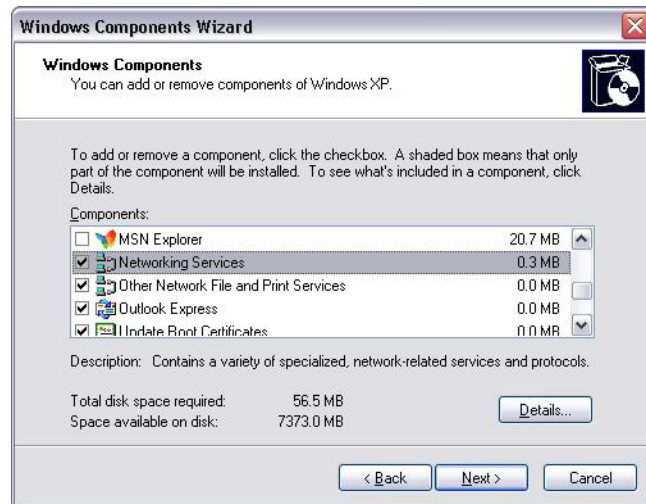 Windows Components Wizard
Windows Components
You can add or remove components of Windows XP.
To add or remove a component, click the checkbox. A shaded box means that only
part of the component will be installed. To see what's included in a component, click
Details.
Components:
MSN Explorer 20.7 MB
Networking Services 0.3 MB
Other Network File and Print Services 0.0 MB
Outlook Express 0.0 MB
Update Root Certificates 0.0 MB
Description: Contains a variety of specialized, network-related services and protocols.
Total disk space required: 56.5 MB
Space available on disk: 7373.0 MB
Details...
< Back Next > Cancel